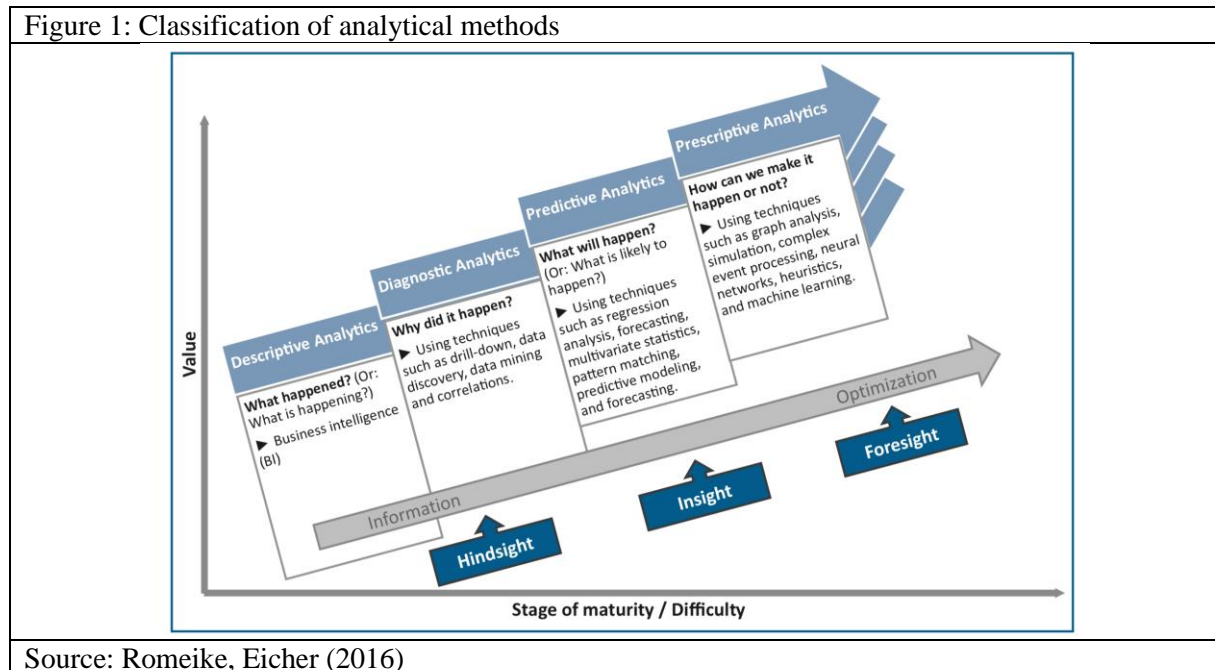 Figure 1: Classification of analytical methods
Value
Descriptive Analytics
What happened? (Or:
What is happening?)
► Business intelligence
(BI)
Diagnostic Analytics
Why did it happen?
► Using techniques
such as drill-down, data
discovery, data mining
and correlations.
Predictive Analytics
What will happen?
(Or: What is likely to
happen?)
► Using techniques
such as regression
analysis, forecasting,
multivariate statistics,
pattern matching,
predictive modeling,
and forecasting.
Prescriptive Analytics
How can we make it
happen or not?
► Using techniques
such as graph analysis,
simulation, complex
event processing, neural
networks, heuristics,
and machine learning.
Information
Optimization
Hindsight
Insight
Foresight
Stage of maturity / Difficulty
Source: Romeike, Eicher (2016)